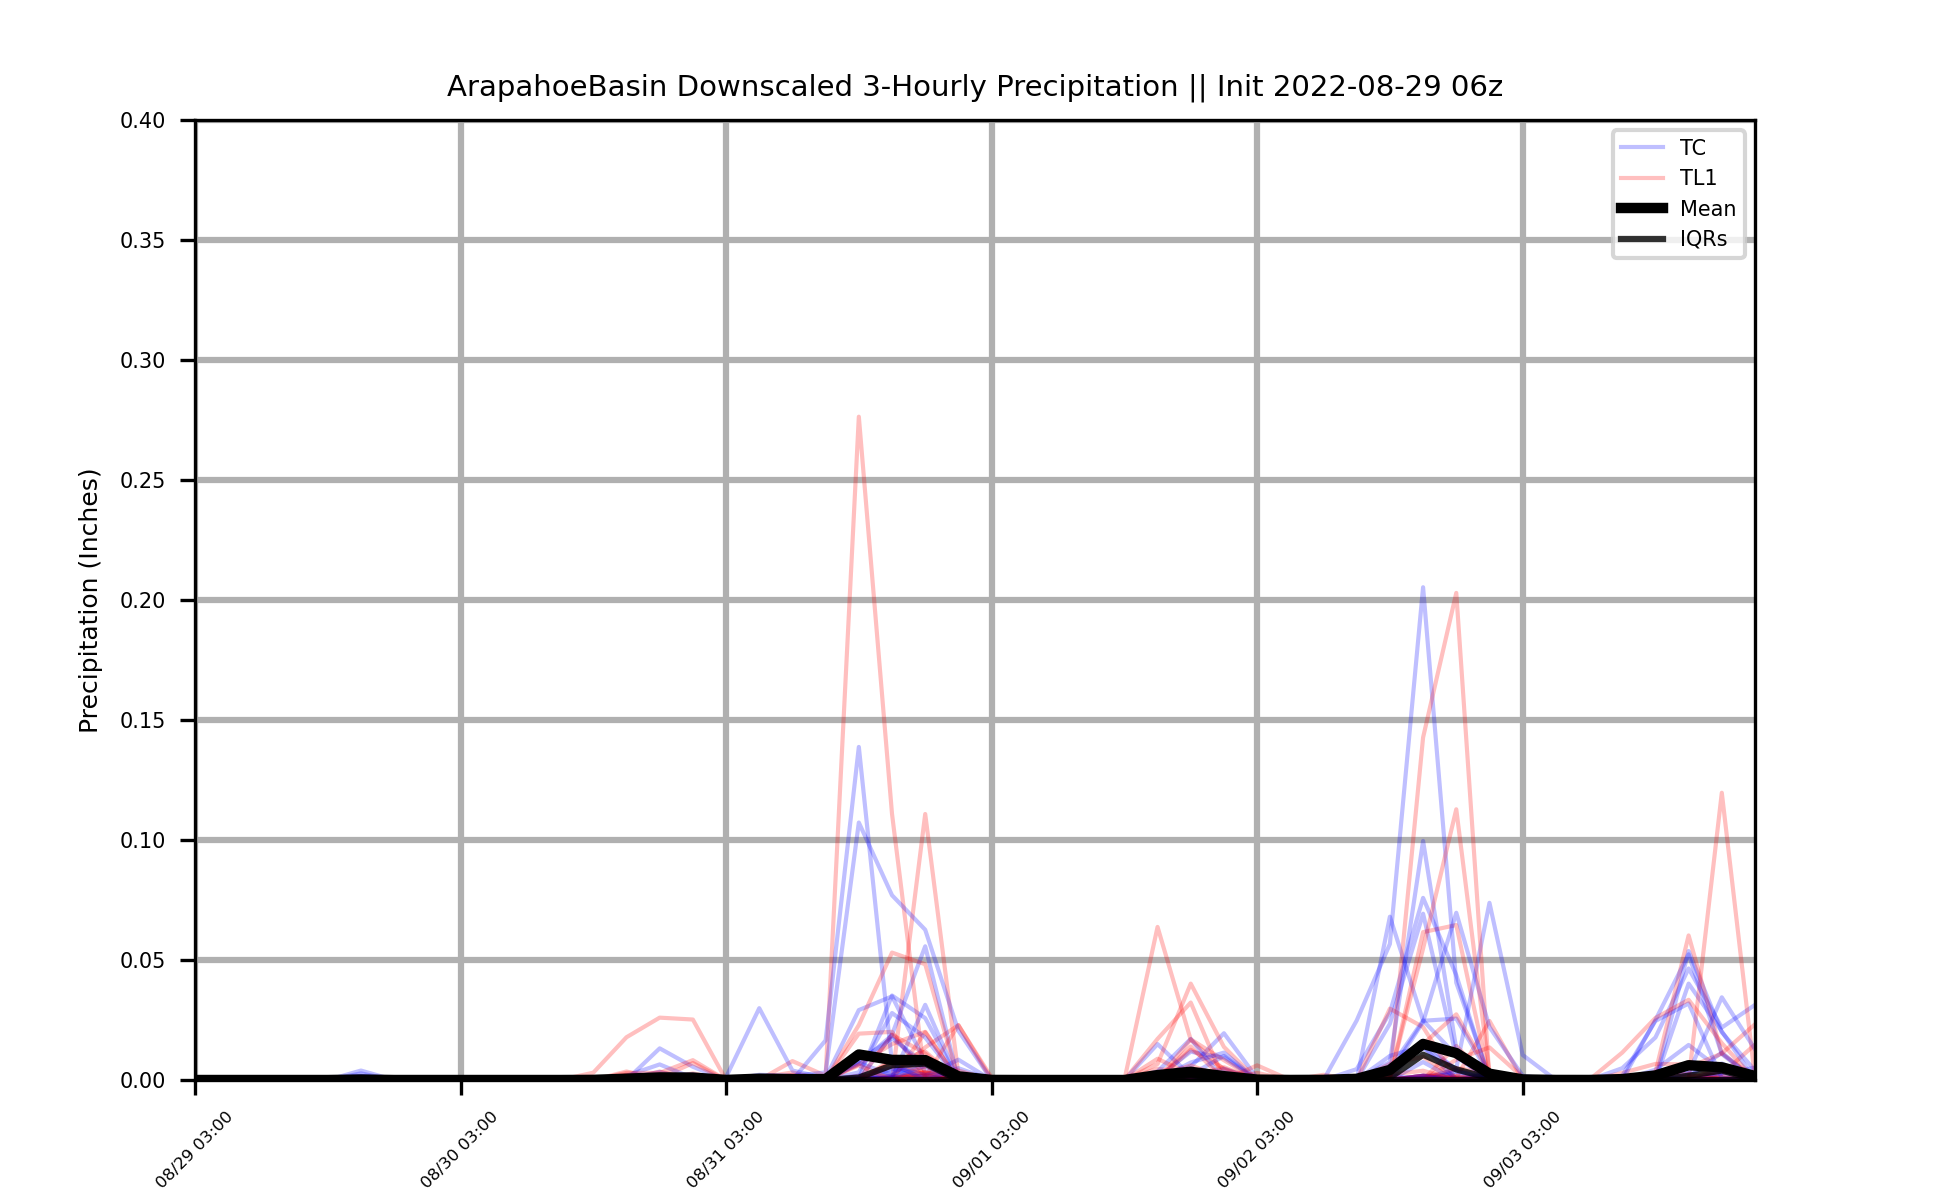 ArapahoeBasin Downscaled 3-Hourly Precipitation || Init 2022-08-29 06z
Precipitation (Inches)
0.40
0.35
0.30
0.25
0.20
0.15
0.10
0.05
0.00
TC
TL1
Mean
IQRs
08/29 03:00
08/30 03:00
08/31 03:00
09/01 03:00
09/02 03:00
09/03 03:00